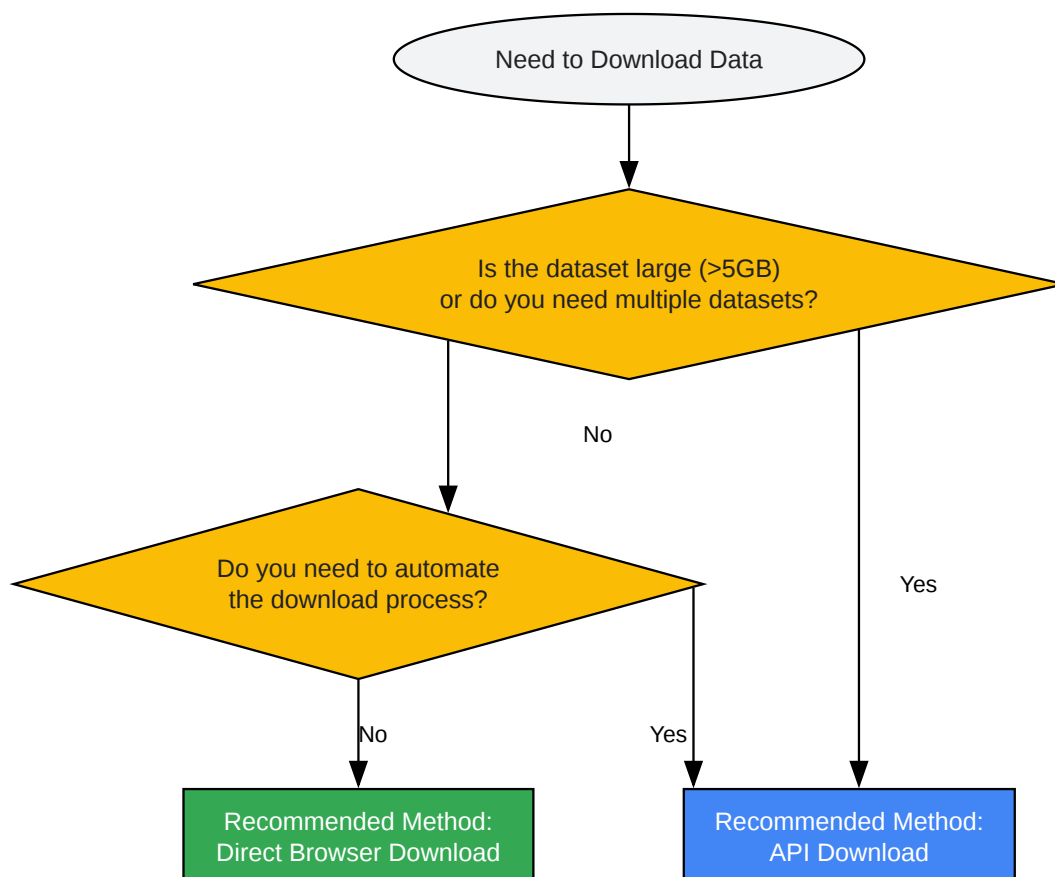 Need to Download Data
Is the dataset large (>5GB)
or do you need multiple datasets?
No
Do you need to automate
the download process?
Yes
No
Yes
Recommended Method:
Direct Browser Download
Recommended Method:
API Download